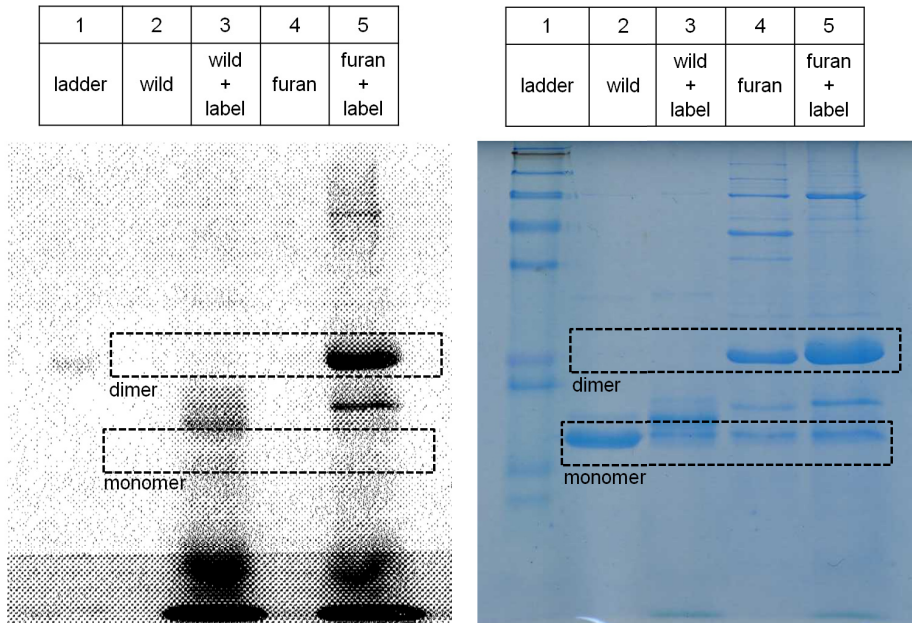 1 2 3 4 5
ladder wild wild + label furan furan + label
dimer
monomer
1 2 3 4 5
ladder wild wild + label furan furan + label
dimer
monomer